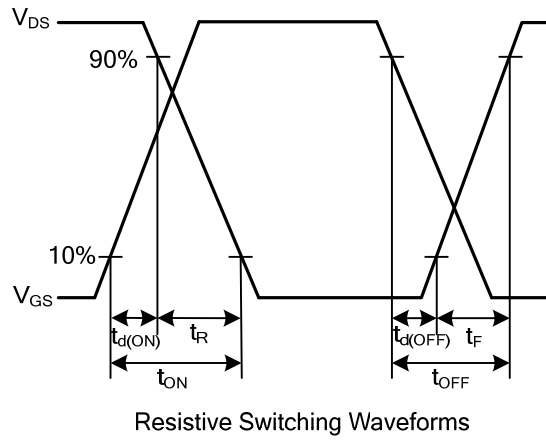 VDS
90%
10%
VGS
td(ON) tR td(OFF) tF
tON tOFF
Resistive Switching Waveforms